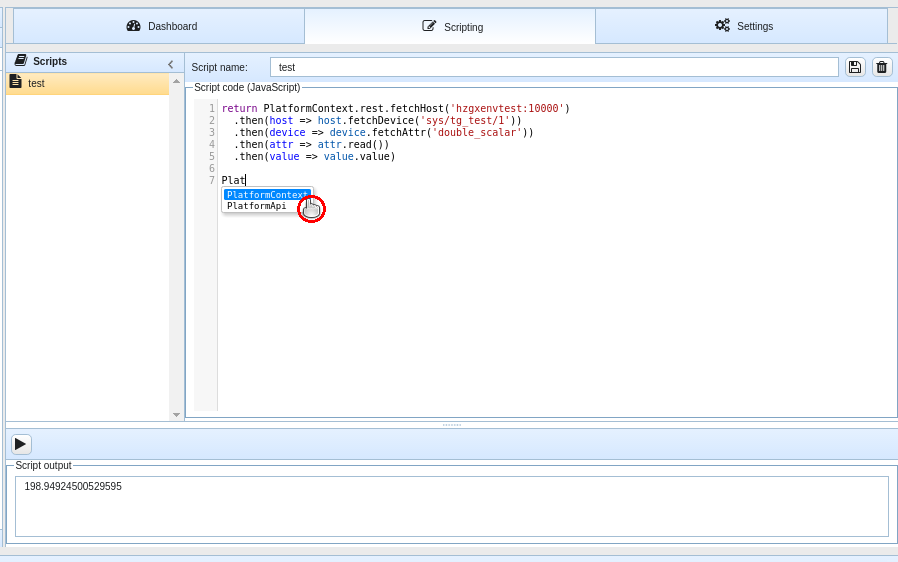 Dashboard
Scripting
Settings
Scripts
test
Script name:
test
Script code (JavaScript)
1 return PlatformContext.rest.fetchHost('hzgxenvtest:10000')
2 .then(host => host.fetchDevice('sys/tg_test/1'))
3 .then(device => device.fetchAttr('double_scalar'))
4 .then(attr => attr.read())
5 .then(value => value.value)
6
7 Plat
PlatformContext
PlatformApi
Script output
198.94924500529595